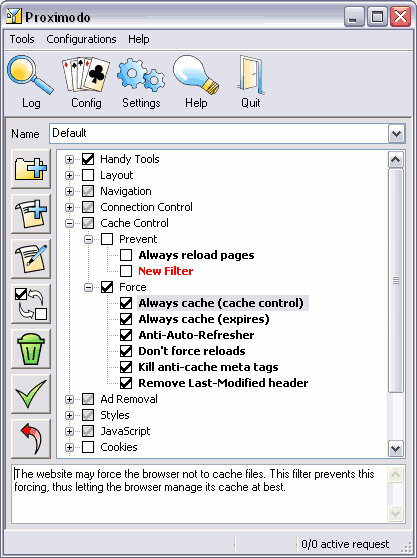 Proximodo
Tools Configurations Help
Log Config Settings Help Quit
Name Default
Handy Tools
Layout
Navigation
Connection Control
Cache Control
Prevent
Always reload pages
New Filter
Force
Always cache (cache control)
Always cache (expires)
Anti-Auto-Refresher
Don't force reloads
Kill anti-cache meta tags
Remove Last-Modified header
Ad Removal
Styles
JavaScript
Cookies
The website may force the browser not to cache files. This filter prevents this
forcing, thus letting the browser manage its cache at best.
0/0 active request